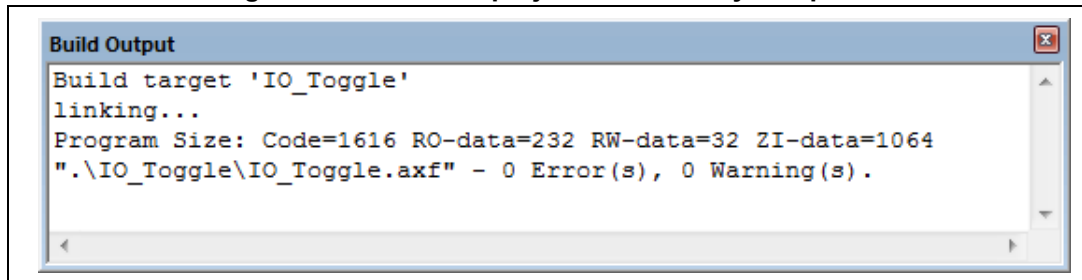 Build Output
Build target 'IO_Toggle'
linking...
Program Size: Code=1616 RO-data=232 RW-data=32 ZI-data=1064
".\IO_Toggle\IO_Toggle.axf" - 0 Error(s), 0 Warning(s).